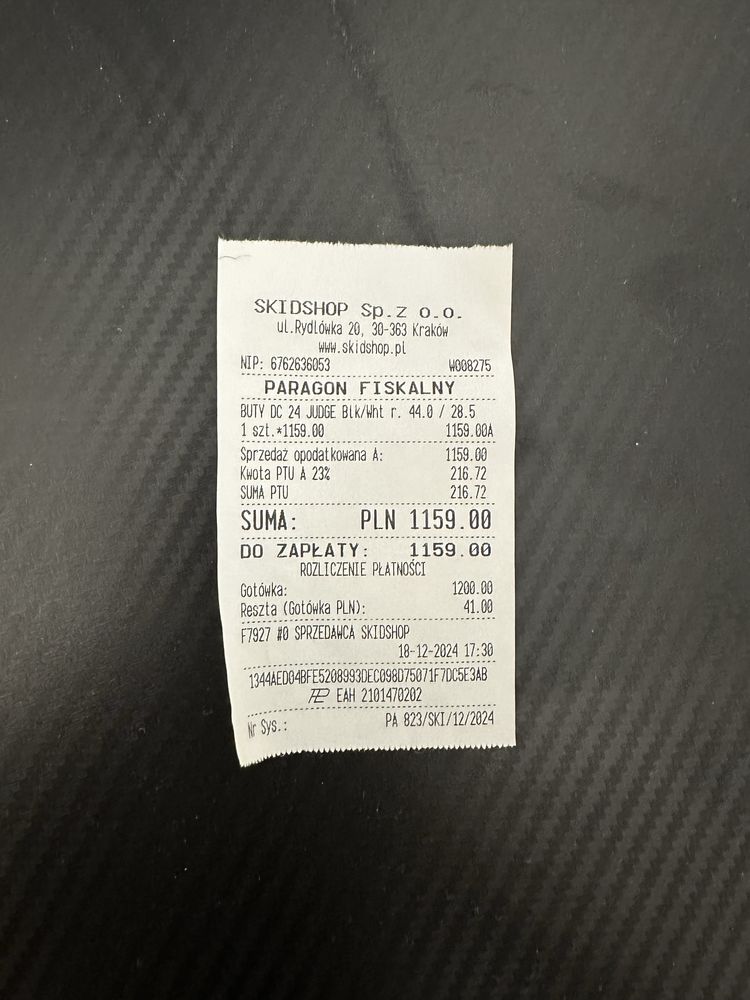 SKIDSHOP Sp.z o.o.
ul.Rydlówka 20, 30-363 Kraków
www.skidshop.pl
NIP: 6762636053 W008275
PARAGON FISKALNY
BUTY DC 24 JUDGE Blk/Wht r. 44.0 / 28.5
1 szt.*1159.00 1159.00A
Sprzedaż opodatkowana A: 1159.00
Kwota PTU A 23% 216.72
SUMA PTU 216.72
SUMA: PLN 1159.00
DO ZAPŁATY: 1159.00
ROZLICZENIE PŁATNOŚCI
Gotówka: 1200.00
Reszta (Gotówka PLN): 41.00
F7927 #0 SPRZEDAWCA SKIDSHOP
18-12-2024 17:30
1344AED04BFE5208993DEC098D75071F7DC5E3AB
EAH 2101470202
Nr Sys.: PA 823/SKI/12/2024